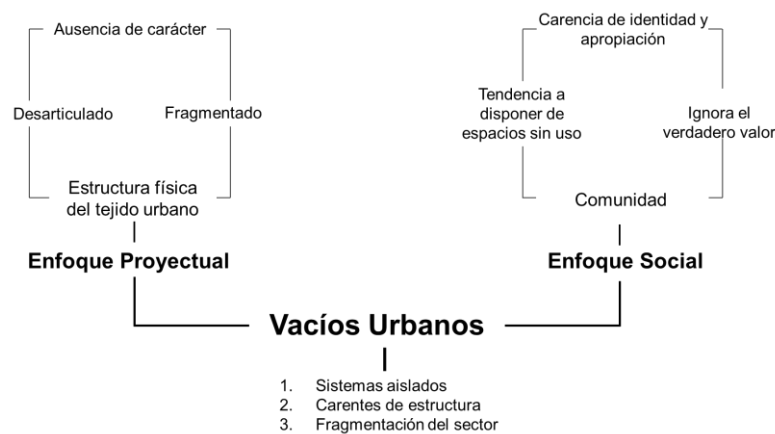 Ausencia de carácter
Desarticulado
Fragmentado
Estructura física
del tejido urbano
Enfoque Proyectual
Carencia de identidad y
apropiación
Tendencia a
disponer de
espacios sin uso
Ignora el
verdadero valor
Comunidad
Enfoque Social
Vacíos Urbanos
1. Sistemas aislados
2. Carentes de estructura
3. Fragmentación del sector